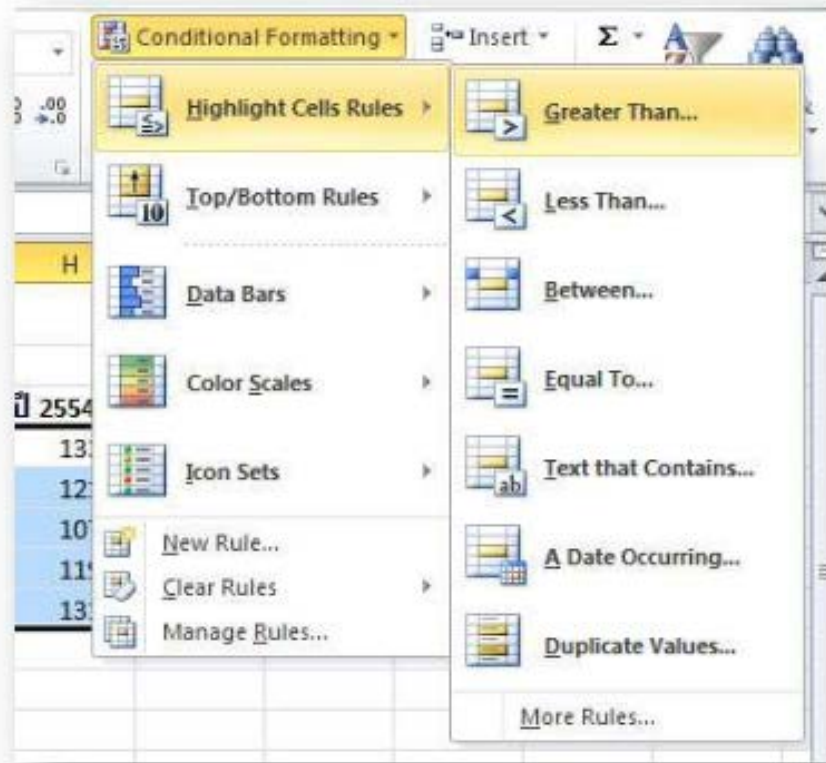 Conditional Formatting
Insert
Σ
.00
.0
Highlight Cells Rules
Top/Bottom Rules
Data Bars
Color Scales
Icon Sets
New Rule...
Clear Rules
Manage Rules...
Greater Than...
Less Than...
Between...
Equal To...
Text that Contains...
A Date Occurring...
Duplicate Values...
More Rules...
H
ปี 2554